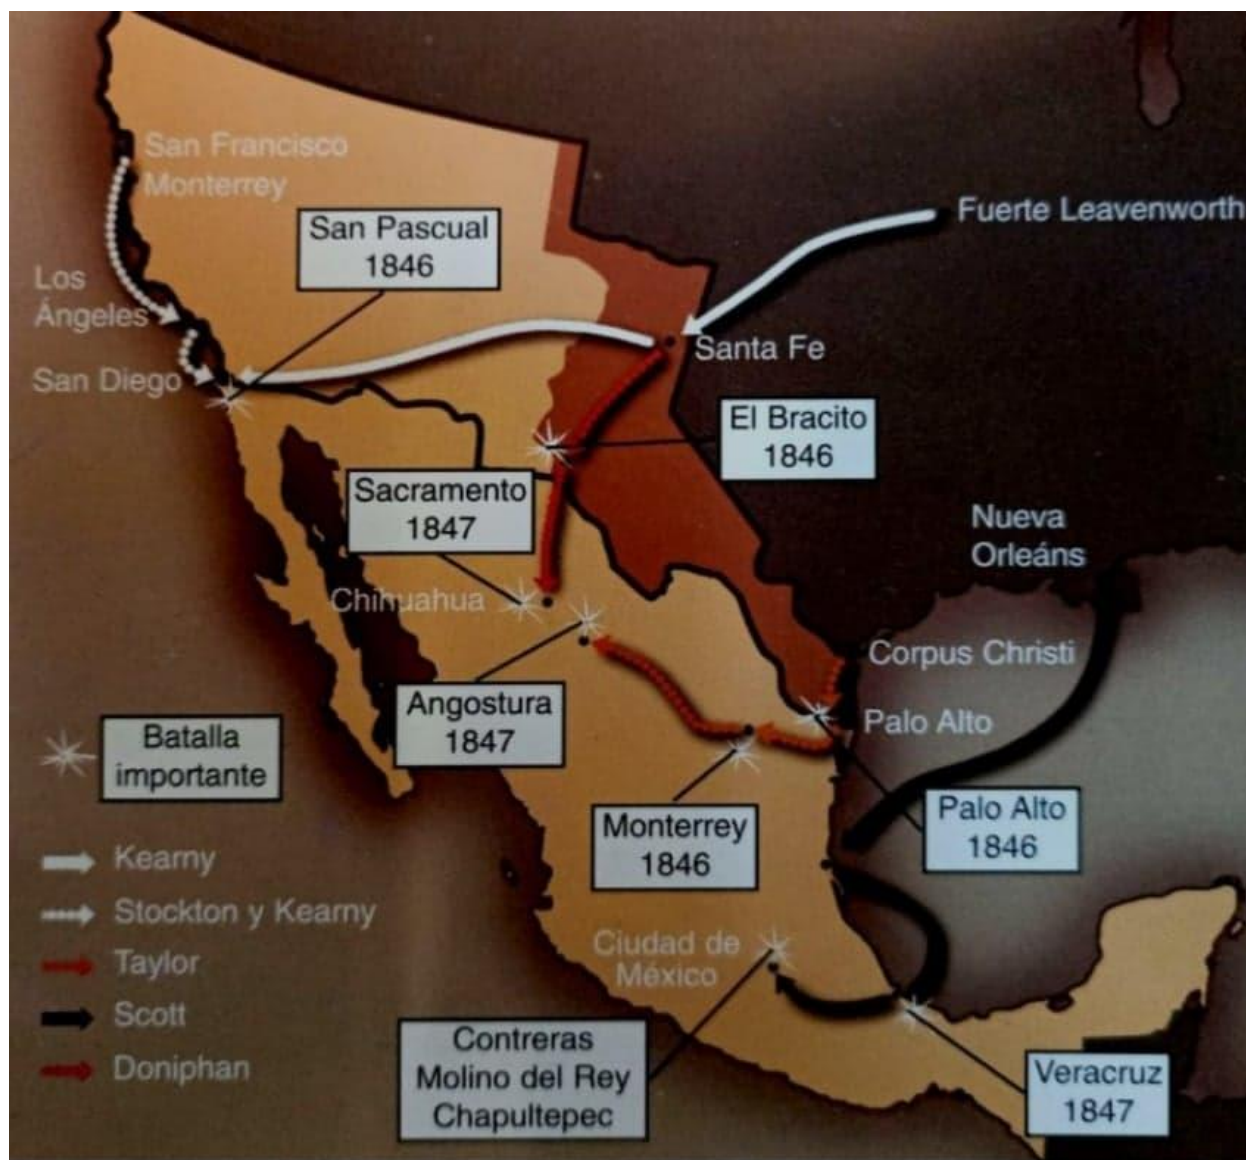 San Francisco
Monterrey
San Pascual
1846
Fuerte Leavenworth
Los
Ángeles
San Diego
Santa Fe
El Bracito
1846
Sacramento
1847
Nueva
Orleáns
Chihuahua
Corpus Christi
Angostura
1847
Palo Alto
Batalla
importante
Monterrey
1846
Palo Alto
1846
Kearny
Stockton y Kearny
Taylor
Scott
Doniphan
Ciudad de
México
Contreras
Molino del Rey
Chapultepec
Veracruz
1847